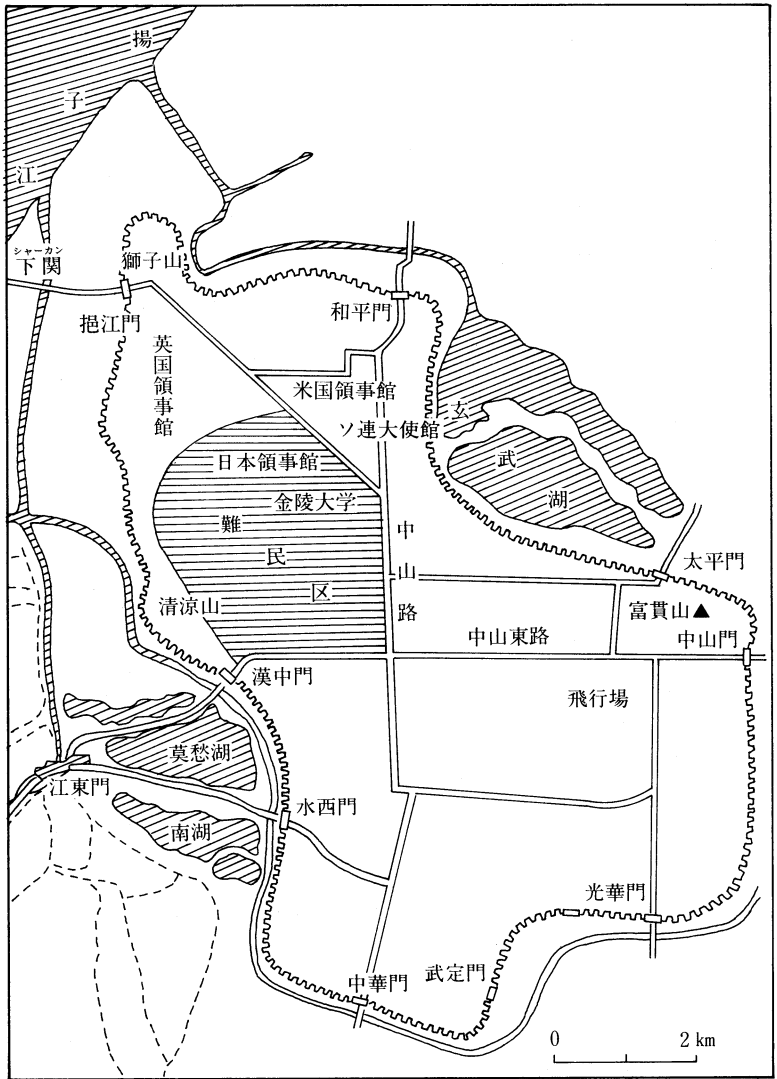 揚子江
シャーカン
下関
獅子山
挹江門
和平門
英国領事館
米国領事館
ソ連大使館
玄武湖
日本領事館
金陵大学
難民区
中山路
太平門
清涼山
富貫山▲
中山東路
中山門
漢中門
飛行場
莫愁湖
江東門
水西門
南湖
光華門
武定門
中華門
0 2 km